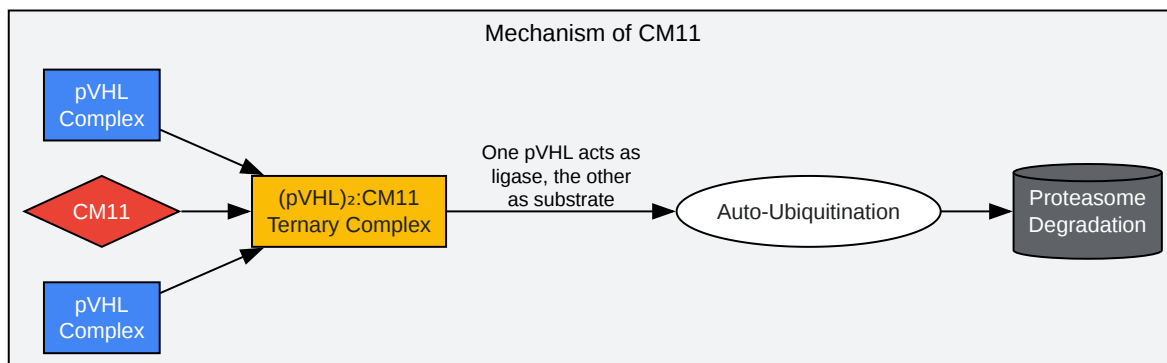 Mechanism of CM11
pVHL
Complex
CM11
pVHL
Complex
(pVHL)₂:CM11
Ternary Complex
One pVHL acts as
ligase, the other
as substrate
Auto-Ubiquitination
Proteasome
Degradation